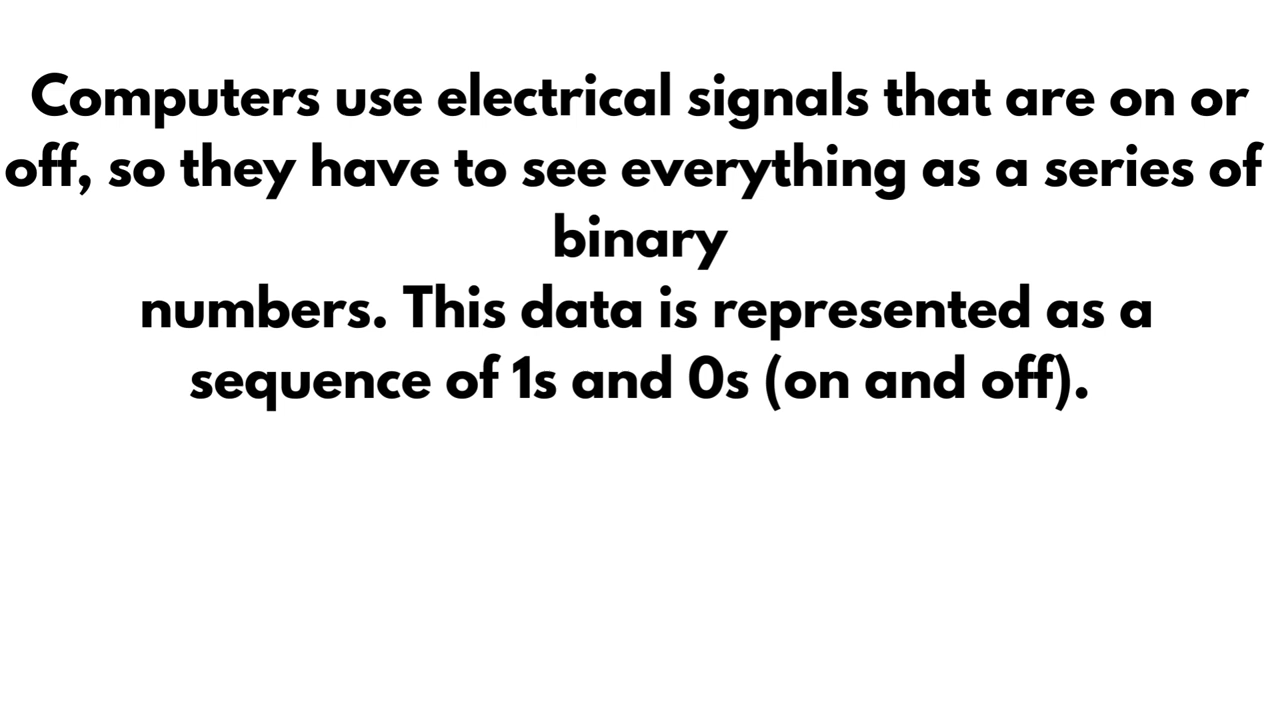 Computers use electrical signals that are on or
off, so they have to see everything as a series of
binary
numbers. This data is represented as a
sequence of 1s and 0s (on and off).